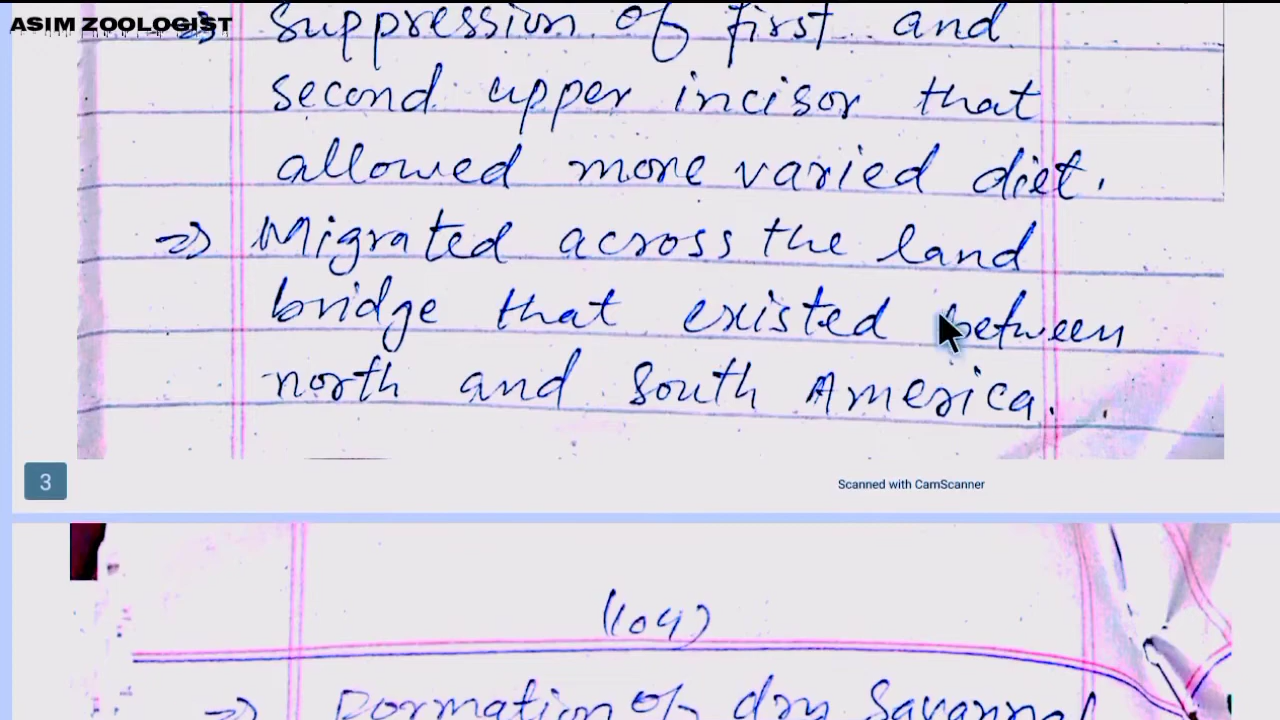 ASIM ZOOLOGIST
=> Suppression of first and
second upper incisor that
allowed more varied diet.
=> Migrated across the land
bridge that existed between
north and South America.
3
Scanned with CamScanner
(104)
=> Formation of dry Savannah